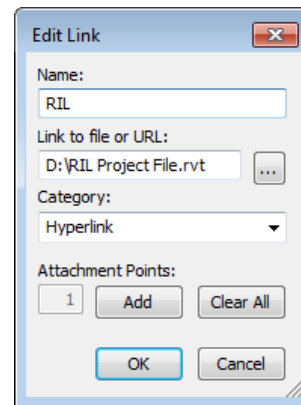 Edit Link
Name:
RIL
Link to file or URL:
D:\RIL Project File.rvt
...
Category:
Hyperlink
Attachment Points:
1 Add Clear All
OK Cancel